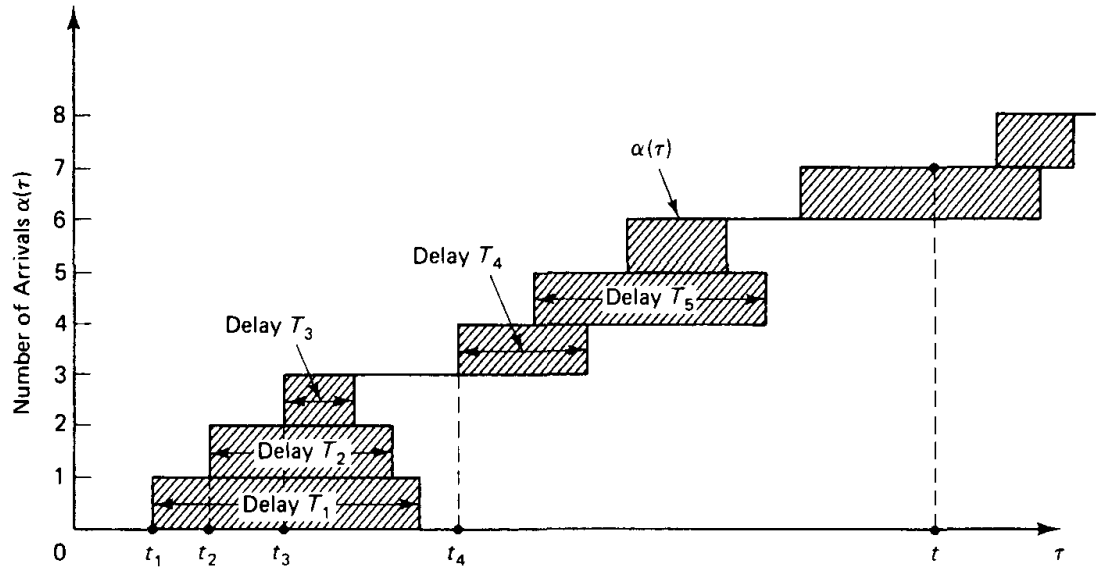 Number of Arrivals α(τ)
8
7
6
5
4
3
2
1
0
α(τ)
Delay T₄
Delay T₅
Delay T₃
Delay T₂
Delay T₁
t₁
t₂
t₃
t₄
t
τ